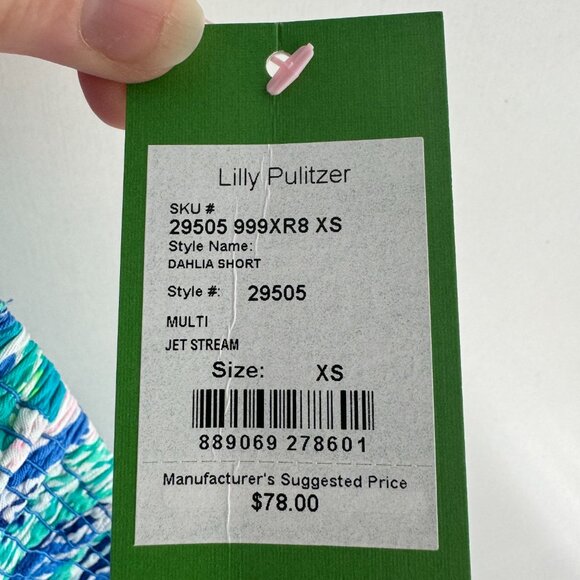 Lilly Pulitzer
SKU #
29505 999XR8 XS
Style Name:
DAHLIA SHORT
Style #: 29505
MULTI
JET STREAM
Size: XS
889069 278601
Manufacturer's Suggested Price
$78.00